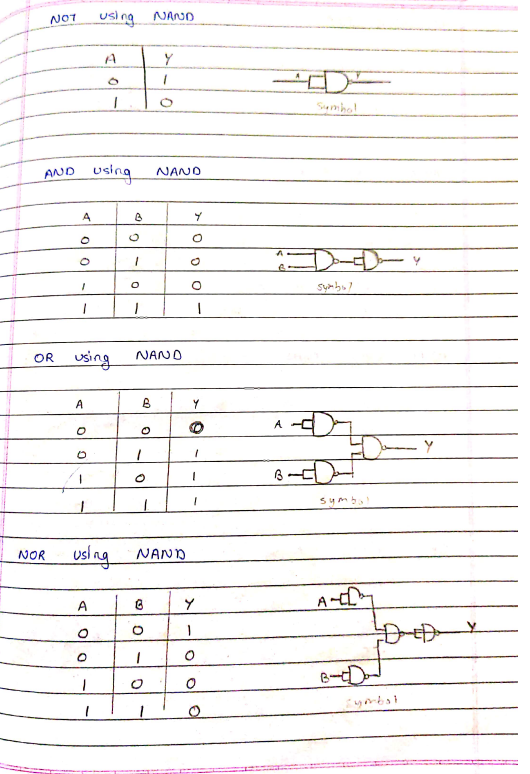 NOT using NAND
A Y
0 1
A Y
1 0
symbol
AND using NAND
A B Y
0 0 0
0 1 0
A
B
Y
1 0 0
symbol
1 1 1
OR using NAND
A B Y
0 0 0
A
0 1 1
Y
1 0 1
B
1 1 1
symbol
NOR using NAND
A B Y
A
0 0 1
Y
0 1 0
1 0 0
B
symbol
1 1 0